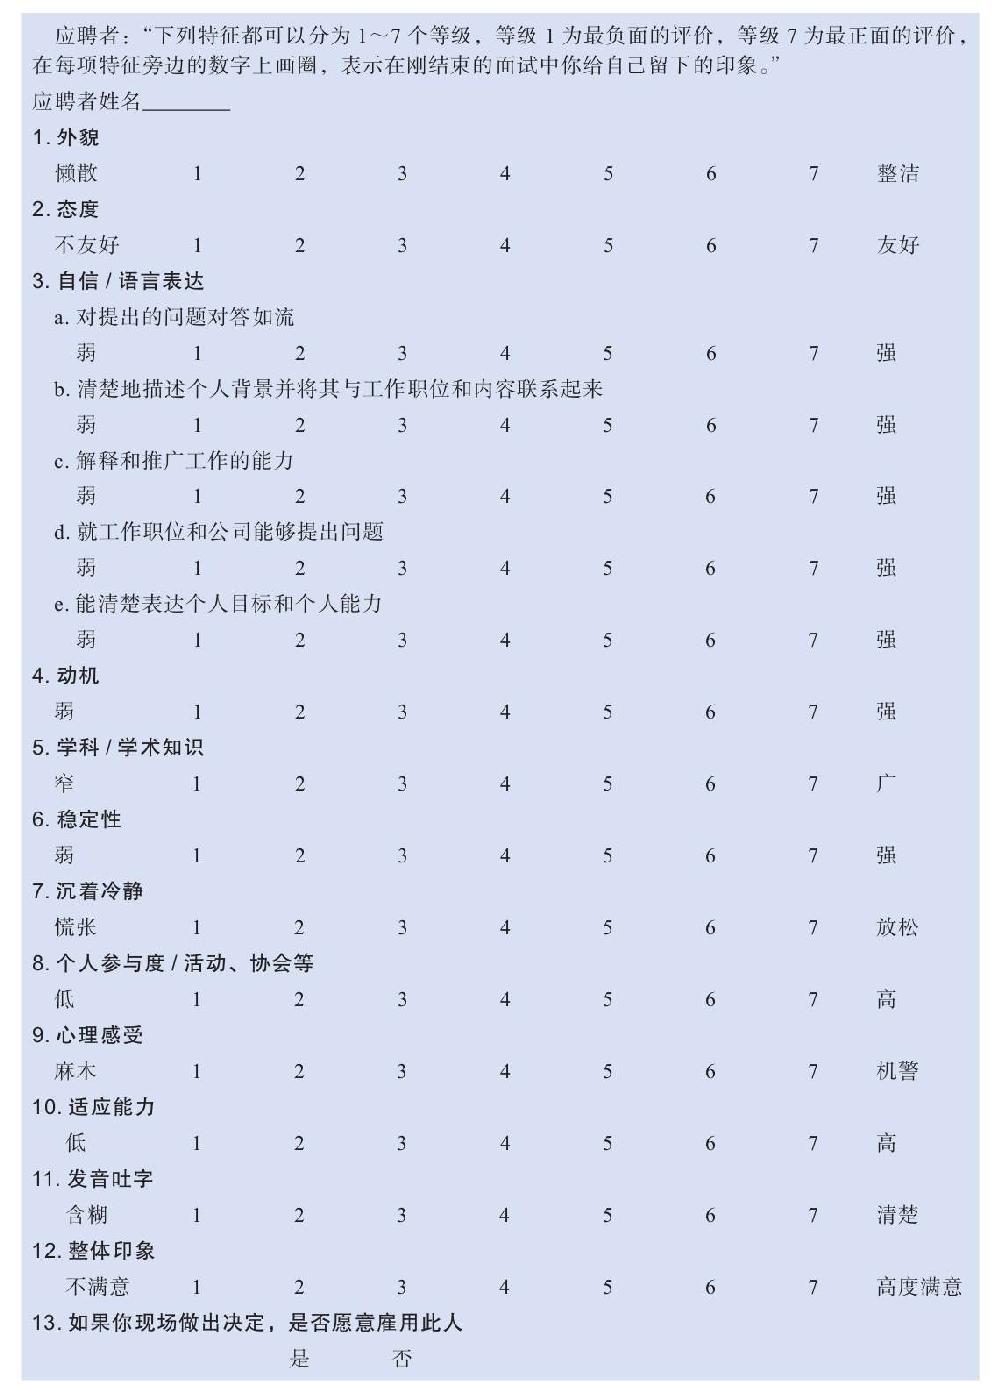 应聘者：“下列特征都可以分为1～7个等级，等级1为最负面的评价，等级7为最正面的评价，
在每项特征旁边的数字上画圈，表示在刚结束的面试中你给自己留下的印象。”
应聘者姓名________
1. 外貌
懒散 1 2 3 4 5 6 7 整洁
2. 态度
不友好 1 2 3 4 5 6 7 友好
3. 自信 / 语言表达
a. 对提出的问题对答如流
弱 1 2 3 4 5 6 7 强
b. 清楚地描述个人背景并将其与工作职位和内容联系起来
弱 1 2 3 4 5 6 7 强
c. 解释和推广工作的能力
弱 1 2 3 4 5 6 7 强
d. 就工作职位和公司能够提出问题
弱 1 2 3 4 5 6 7 强
e. 能清楚表达个人目标和个人能力
弱 1 2 3 4 5 6 7 强
4. 动机
弱 1 2 3 4 5 6 7 强
5. 学科 / 学术知识
窄 1 2 3 4 5 6 7 广
6. 稳定性
弱 1 2 3 4 5 6 7 强
7. 沉着冷静
慌张 1 2 3 4 5 6 7 放松
8. 个人参与度 / 活动、协会等
低 1 2 3 4 5 6 7 高
9. 心理感受
麻木 1 2 3 4 5 6 7 机警
10. 适应能力
低 1 2 3 4 5 6 7 高
11. 发音吐字
含糊 1 2 3 4 5 6 7 清楚
12. 整体印象
不满意 1 2 3 4 5 6 7 高度满意
13. 如果你现场做出决定，是否愿意雇用此人
是 否